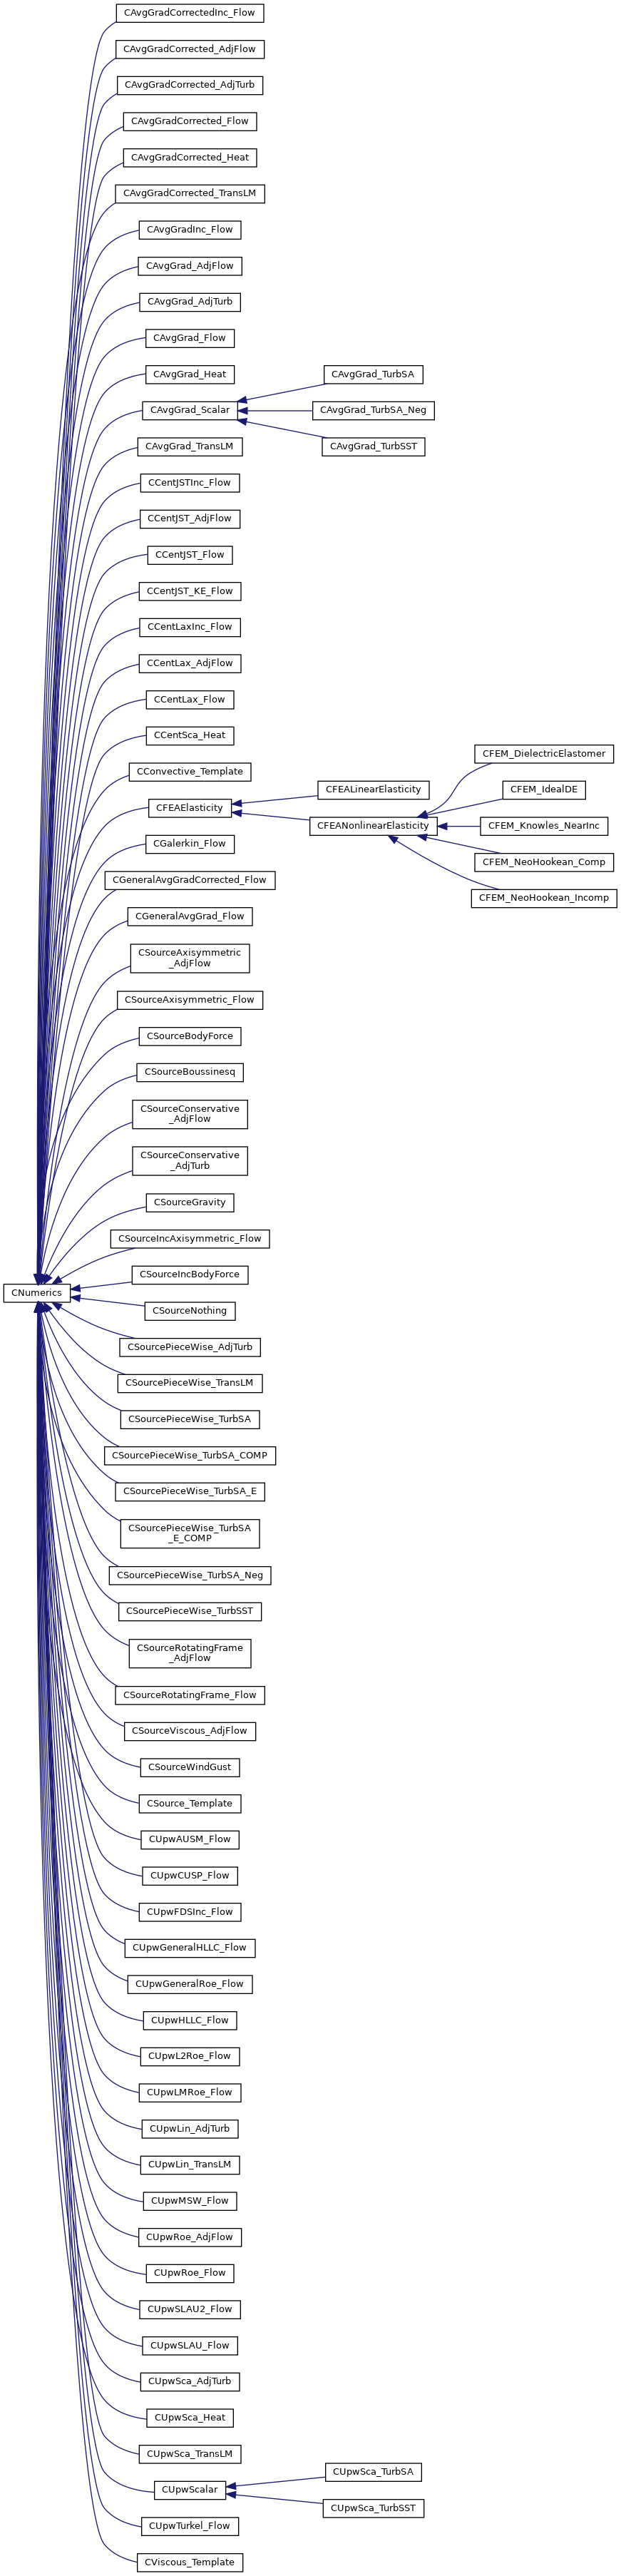 CAvgGradCorrectedInc_Flow
CAvgGradCorrected_AdjFlow
CAvgGradCorrected_AdjTurb
CAvgGradCorrected_Flow
CAvgGradCorrected_Heat
CAvgGradCorrected_TransLM
CAvgGradInc_Flow
CAvgGrad_AdjFlow
CAvgGrad_AdjTurb
CAvgGrad_Flow
CAvgGrad_Heat
CAvgGrad_TurbSA
CAvgGrad_Scalar
CAvgGrad_TurbSA_Neg
CAvgGrad_TransLM
CAvgGrad_TurbSST
CCentJSTInc_Flow
CCentJST_AdjFlow
CCentJST_Flow
CCentJST_KE_Flow
CCentLaxInc_Flow
CCentLax_AdjFlow
CCentLax_Flow
CCentSca_Heat
CFEM_DielectricElastomer
CConvective_Template
CFEALinearElasticity
CFEM_IdealDE
CFEAElasticity
CFEANonlinearElasticity
CFEM_Knowles_NearInc
CGalerkin_Flow
CFEM_NeoHookean_Comp
CGeneralAvgGradCorrected_Flow
CFEM_NeoHookean_Incomp
CGeneralAvgGrad_Flow
CSourceAxisymmetric
_AdjFlow
CSourceAxisymmetric_Flow
CSourceBodyForce
CSourceBoussinesq
CSourceConservative
_AdjFlow
CSourceConservative
_AdjTurb
CSourceGravity
CSourceIncAxisymmetric_Flow
CSourceIncBodyForce
CNumerics
CSourceNothing
CSourcePieceWise_AdjTurb
CSourcePieceWise_TransLM
CSourcePieceWise_TurbSA
CSourcePieceWise_TurbSA_COMP
CSourcePieceWise_TurbSA_E
CSourcePieceWise_TurbSA
_E_COMP
CSourcePieceWise_TurbSA_Neg
CSourcePieceWise_TurbSST
CSourceRotatingFrame
_AdjFlow
CSourceRotatingFrame_Flow
CSourceViscous_AdjFlow
CSourceWindGust
CSource_Template
CUpwAUSM_Flow
CUpwCUSP_Flow
CUpwFDSInc_Flow
CUpwGeneralHLLC_Flow
CUpwGeneralRoe_Flow
CUpwHLLC_Flow
CUpwL2Roe_Flow
CUpwLMRoe_Flow
CUpwLin_AdjTurb
CUpwLin_TransLM
CUpwMSW_Flow
CUpwRoe_AdjFlow
CUpwRoe_Flow
CUpwSLAU2_Flow
CUpwSLAU_Flow
CUpwSca_AdjTurb
CUpwSca_Heat
CUpwSca_TransLM
CUpwSca_TurbSA
CUpwScalar
CUpwSca_TurbSST
CUpwTurkel_Flow
CViscous_Template